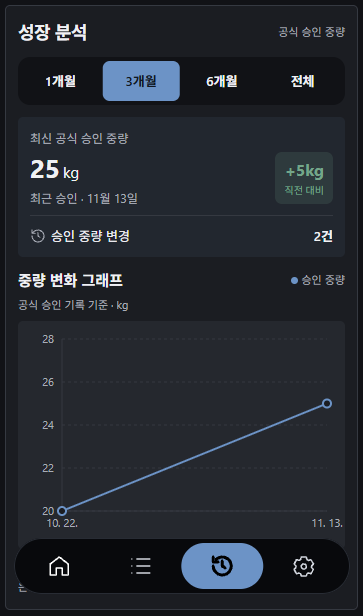 성장 분석
공식 승인 중량
1개월 3개월 6개월 전체
최신 공식 승인 중량
25 kg
+5kg
직전 대비
최근 승인 · 11월 13일
승인 중량 변경 2건
중량 변화 그래프
승인 중량
공식 승인 기록 기준 · kg
28
26
24
22
20
10. 22. 11. 13.